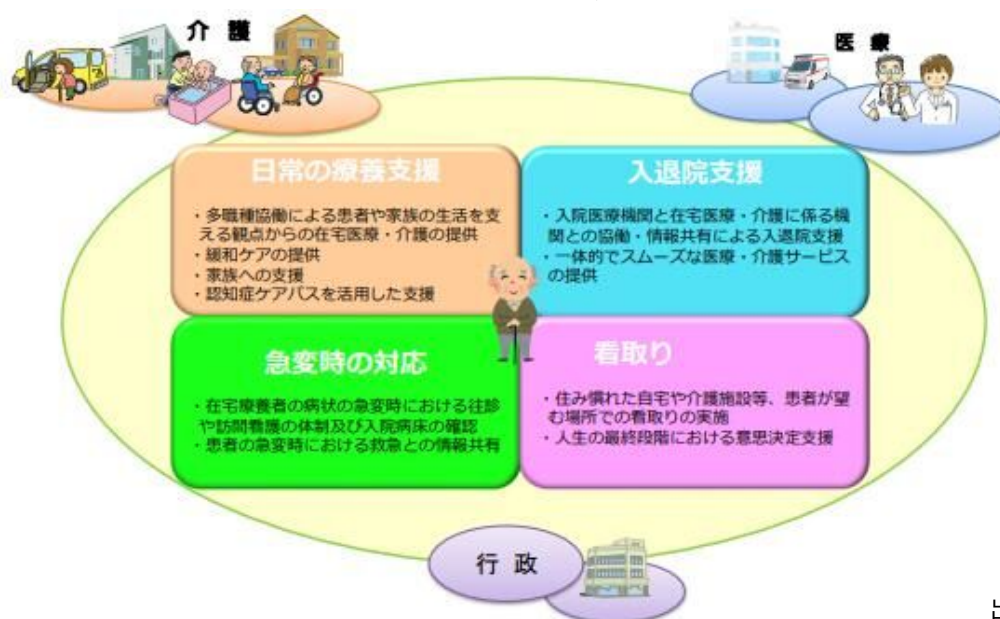 介護
医療
日常の療養支援
・多職種協働による患者や家族の生活を支
える観点からの在宅医療・介護の提供
・緩和ケアの提供
・家族への支援
・認知症ケアパスを活用した支援
入退院支援
・入院医療機関と在宅医療・介護に係る機
関との協働・情報共有による入退院支援
・一体的でスムーズな医療・介護サービス
の提供
急変時の対応
・在宅療養者の病状の急変時における往診
や訪問看護の体制及び入院病床の確認
・患者の急変時における救急との情報共有
看取り
・住み慣れた自宅や介護施設等、患者が望
む場所での看取りの実施
・人生の最終段階における意思決定支援
行政